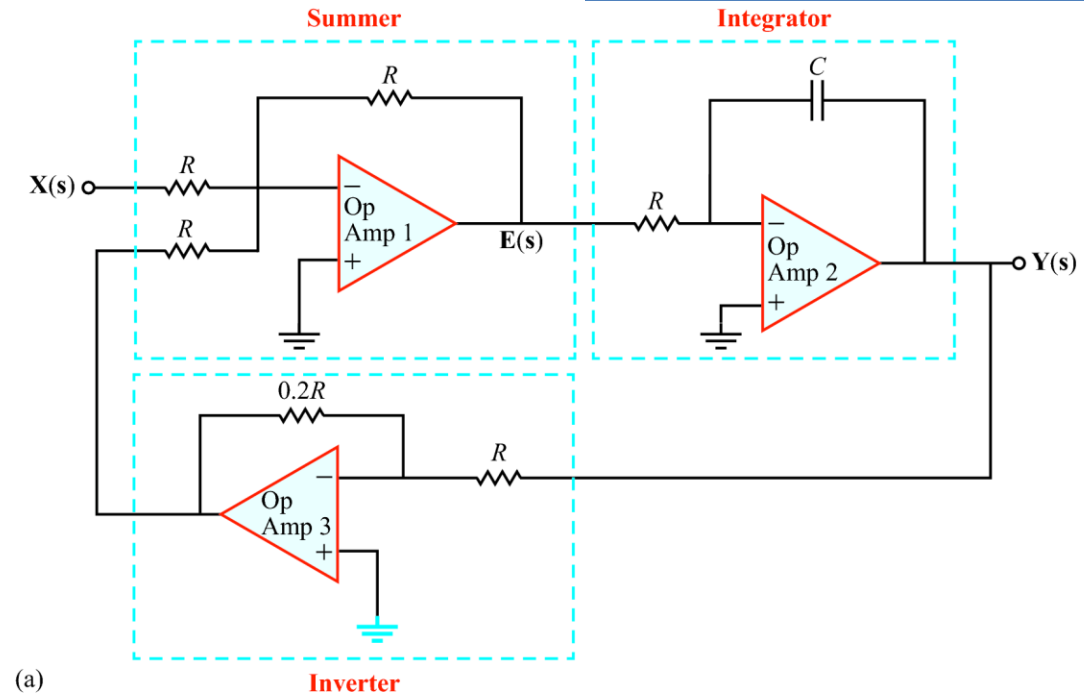 Summer
Integrator
R
C
X(s)
R
R
−
Op
Amp 1
+
E(s)
R
−
Op
Amp 2
+
Y(s)
0.2R
R
−
Op
Amp 3
+
(a)
Inverter